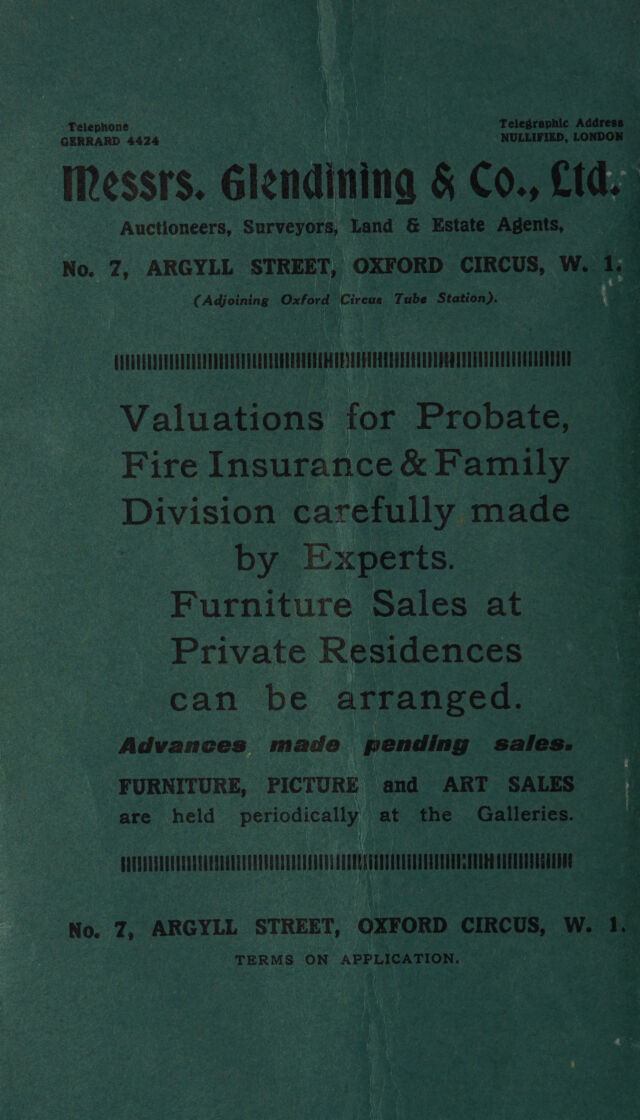 Telephone
GERRARD 4424
Telegraphic Address
NULLIFIED, LONDON
Messrs. Glendining & Co., Ltd.
Auctioneers, Surveyors, Land & Estate Agents,
No. 7, ARGYLL STREET, OXFORD CIRCUS, W. 1.
(Adjoining Oxford Circus Tube Station).
Valuations for Probate,
Fire Insurance & Family
Division carefully made
by Experts.
Furniture Sales at
Private Residences
can be arranged.
Advances made pending sales.
FURNITURE, PICTURE and ART SALES
are held periodically at the Galleries.
No. 7, ARGYLL STREET, OXFORD CIRCUS, W. 1.
TERMS ON APPLICATION.